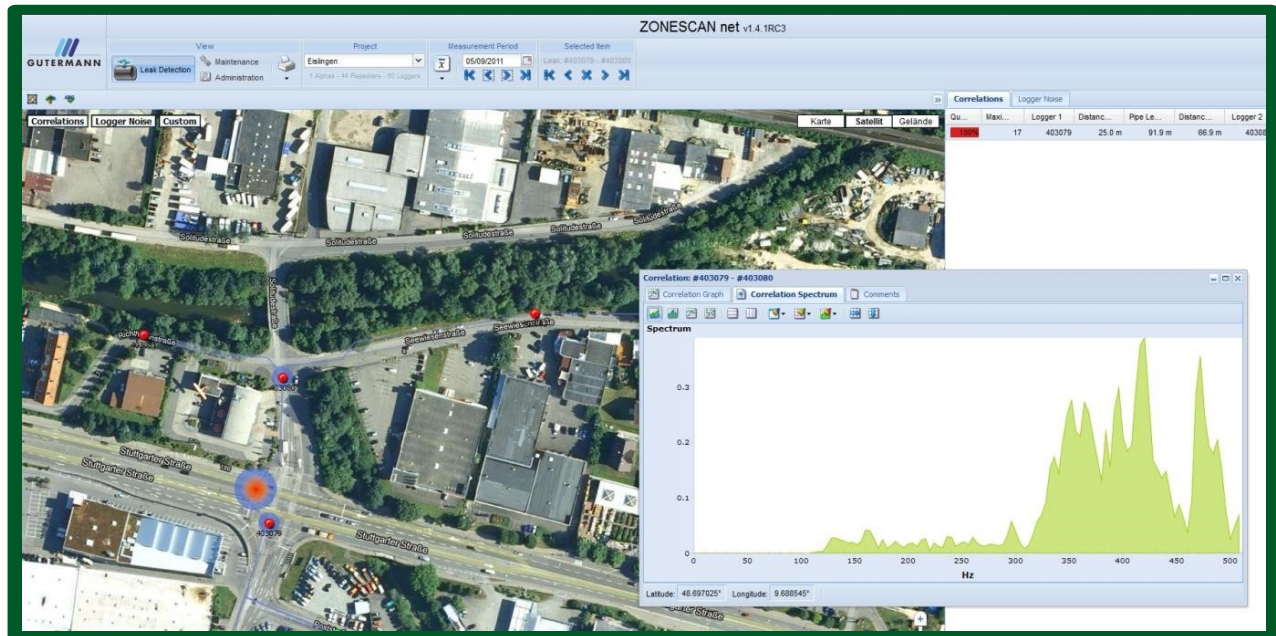 ZONESCAN net v1.4.1RC3
GUTERMANN
View
Project
Measurement Period
Selected Item
Leak Detection
Maintenance
Administration
Eislingen
05/09/2011
Leak: #403079 - #403080
1 Alphas - 44 Repeaters - 80 Loggers
Correlations
Logger Noise
Correlations
Logger Noise
Custom
Karte
Satellit
Gelände
Qu...
Maxi...
Logger 1
Distanc...
Pipe Le...
Distanc...
Logger 2
100%
17
403079
25.0 m
91.9 m
66.9 m
Solitudestraße
Solitudestraße
Solitudestraße
Solitudestraße
Solitudestraße
Solitudestraße
Seewiesenstraße
Seewiesenstraße
Stuttgarter Straße
Stuttgarter Straße
Stuttgarter Straße
403079
Correlation: #403079 - #403080
Correlation Graph
Correlation Spectrum
Comments
Spectrum
0.3
0.2
0.1
0
0 50 100 150 200 250 300 350 400 450 500
Hz
Latitude: 48.697025° Longitude: 9.688545°